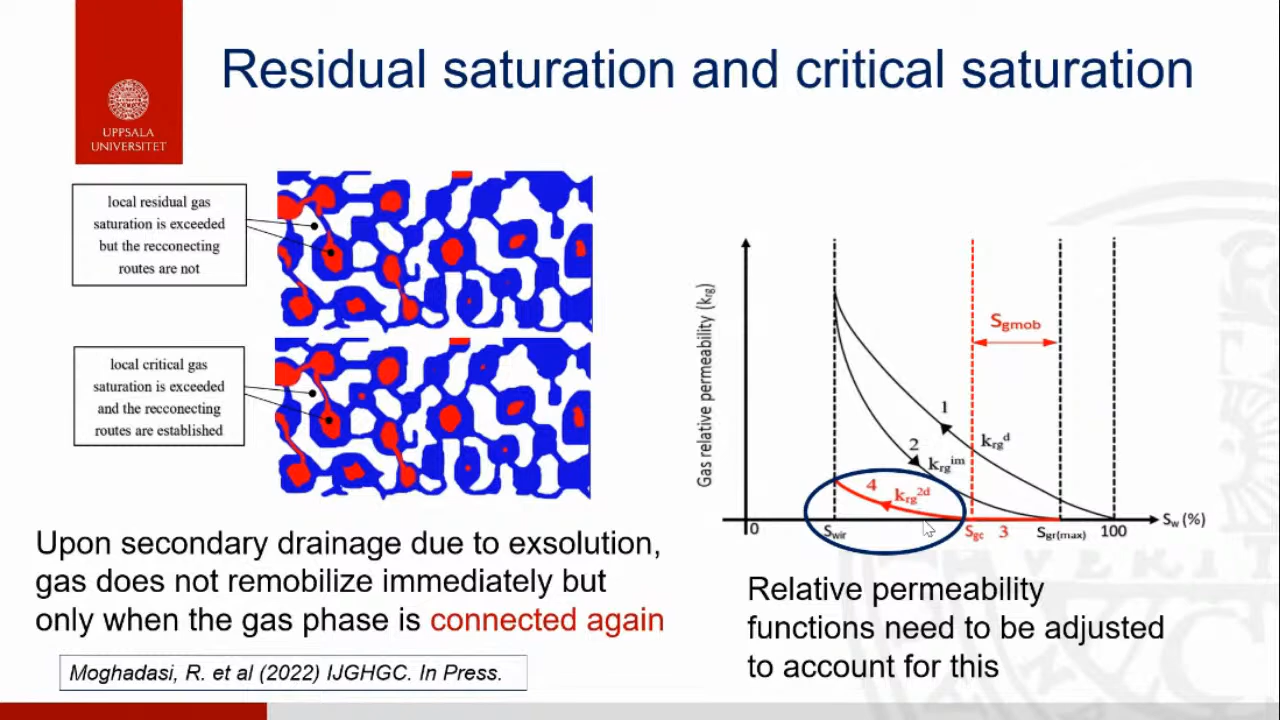 Residual saturation and critical saturation
UPPSALA
UNIVERSITET
local residual gas
saturation is exceeded
but the recconecting
routes are not
local critical gas
saturation is exceeded
and the recconecting
routes are established
Gas relative permeability (krg)
Sgmob
1
krg^d
2
krg^im
4
krg^2d
0
Swir
Sgc
3
Sgr(max)
100
Sw (%)
Upon secondary drainage due to exsolution,
gas does not remobilize immediately but
only when the gas phase is connected again
Relative permeability
functions need to be adjusted
to account for this
Moghadasi, R. et al (2022) IJGHGC. In Press.